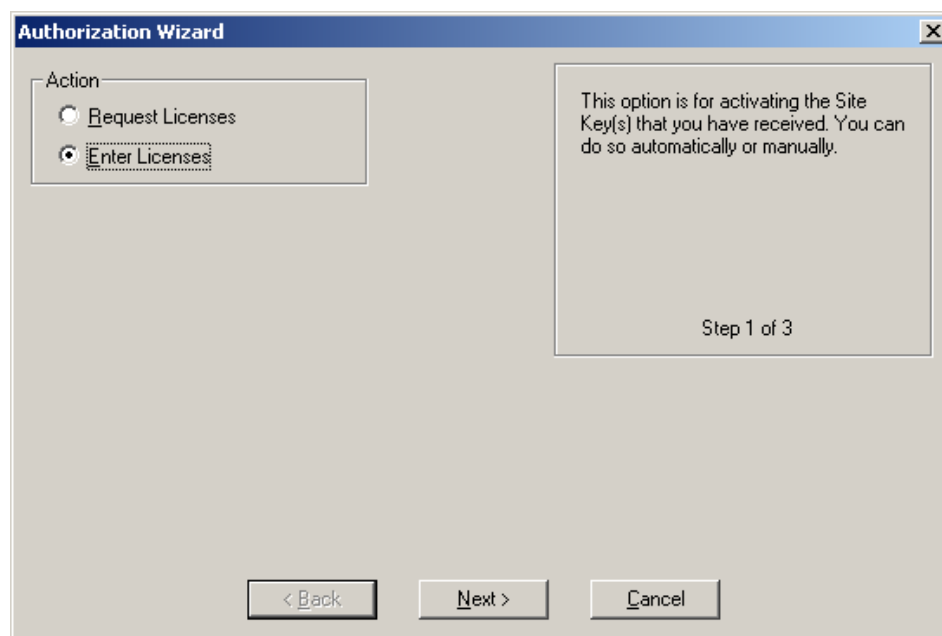 Authorization Wizard
Action
Request Licenses
Enter Licenses
This option is for activating the Site
Key(s) that you have received. You can
do so automatically or manually.
Step 1 of 3
< Back
Next >
Cancel